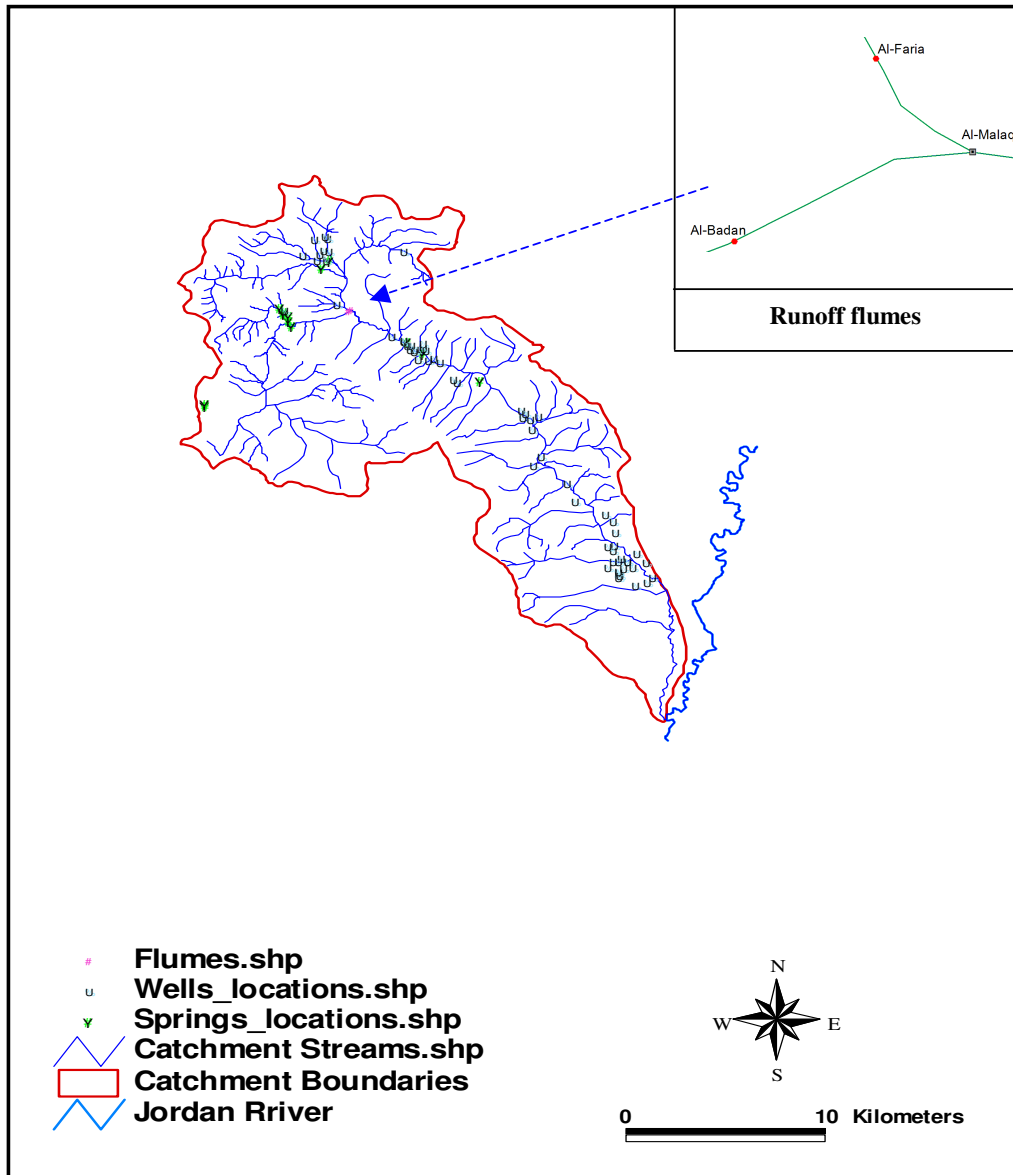 Al-Faria
Al-Malaq
Al-Badan
Runoff flumes
Flumes.shp
Wells_locations.shp
Springs_locations.shp
Catchment Streams.shp
Catchment Boundaries
Jordan Rriver
N
W
E
S
0
10
Kilometers